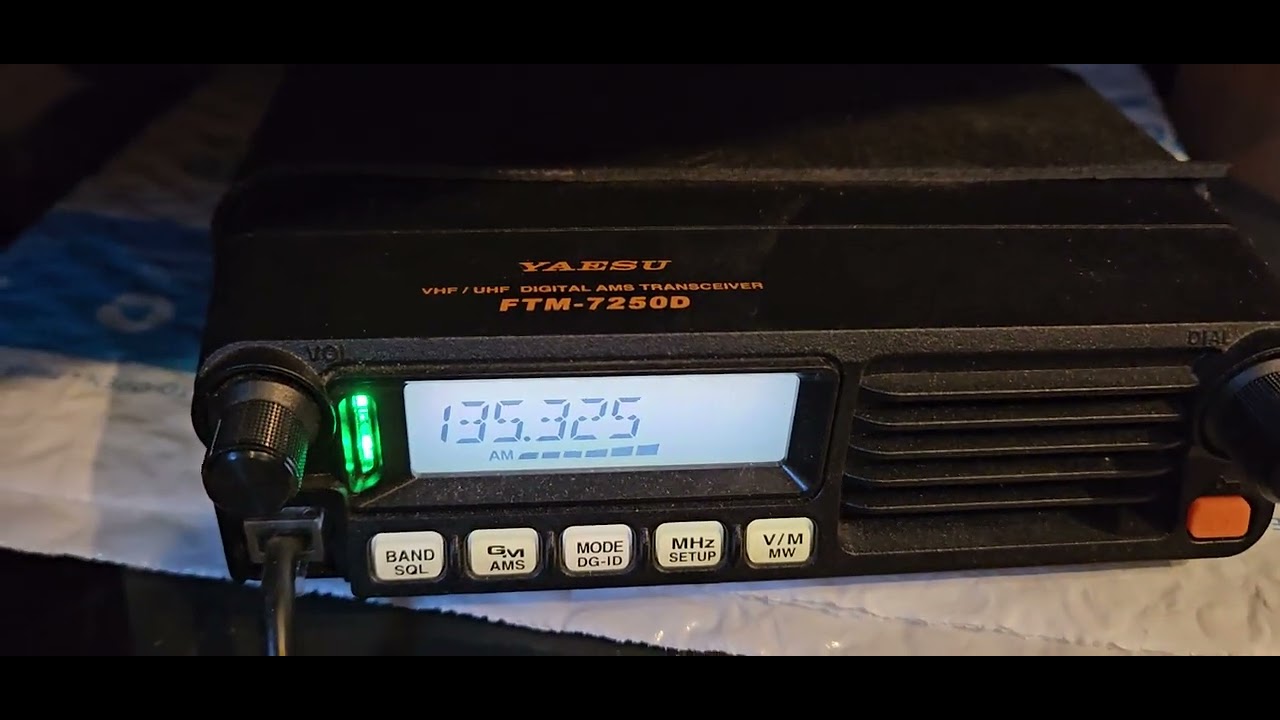 YAESU
VHF / UHF DIGITAL AMS TRANSCEIVER
FTM-7250D
VOL
DIAL
135.325
AM
BAND
SQL
GM
AMS
MODE
DG-ID
MHz
SETUP
V/M
MW